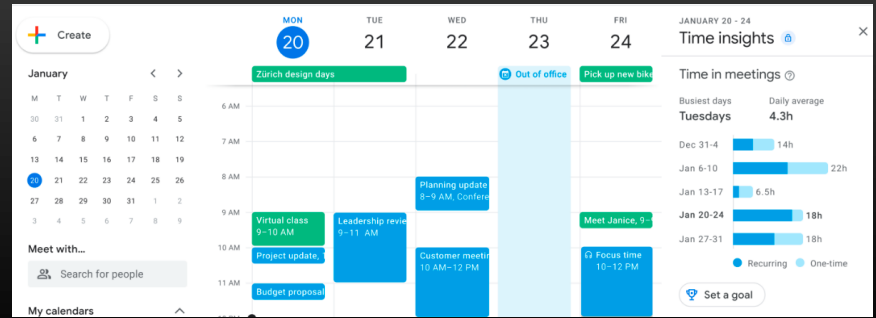 Create
January
M T W T F S S
30 31 1 2 3 4 5
6 7 8 9 10 11 12
13 14 15 16 17 18 19
20 21 22 23 24 25 26
27 28 29 30 31 1 2
3 4 5 6 7 8 9
Meet with...
Search for people
My calendars
MON TUE WED THU FRI
20 21 22 23 24
Zürich design days
Out of office
Pick up new bike
6 AM
7 AM
8 AM
Planning update
8–9 AM, Confere
9 AM
Virtual class
9–10 AM
Leadership revie
9–11 AM
Meet Janice, 9–
10 AM
Project update,
Customer meetin
10 AM–12 PM
Focus time
10–12 PM
11 AM
Budget proposal
JANUARY 20 - 24
Time insights
Time in meetings
Busiest days Daily average
Tuesdays 4.3h
Dec 31-4 14h
Jan 6-10 22h
Jan 13-17 6.5h
Jan 20-24 18h
Jan 27-31 18h
Recurring One-time
Set a goal